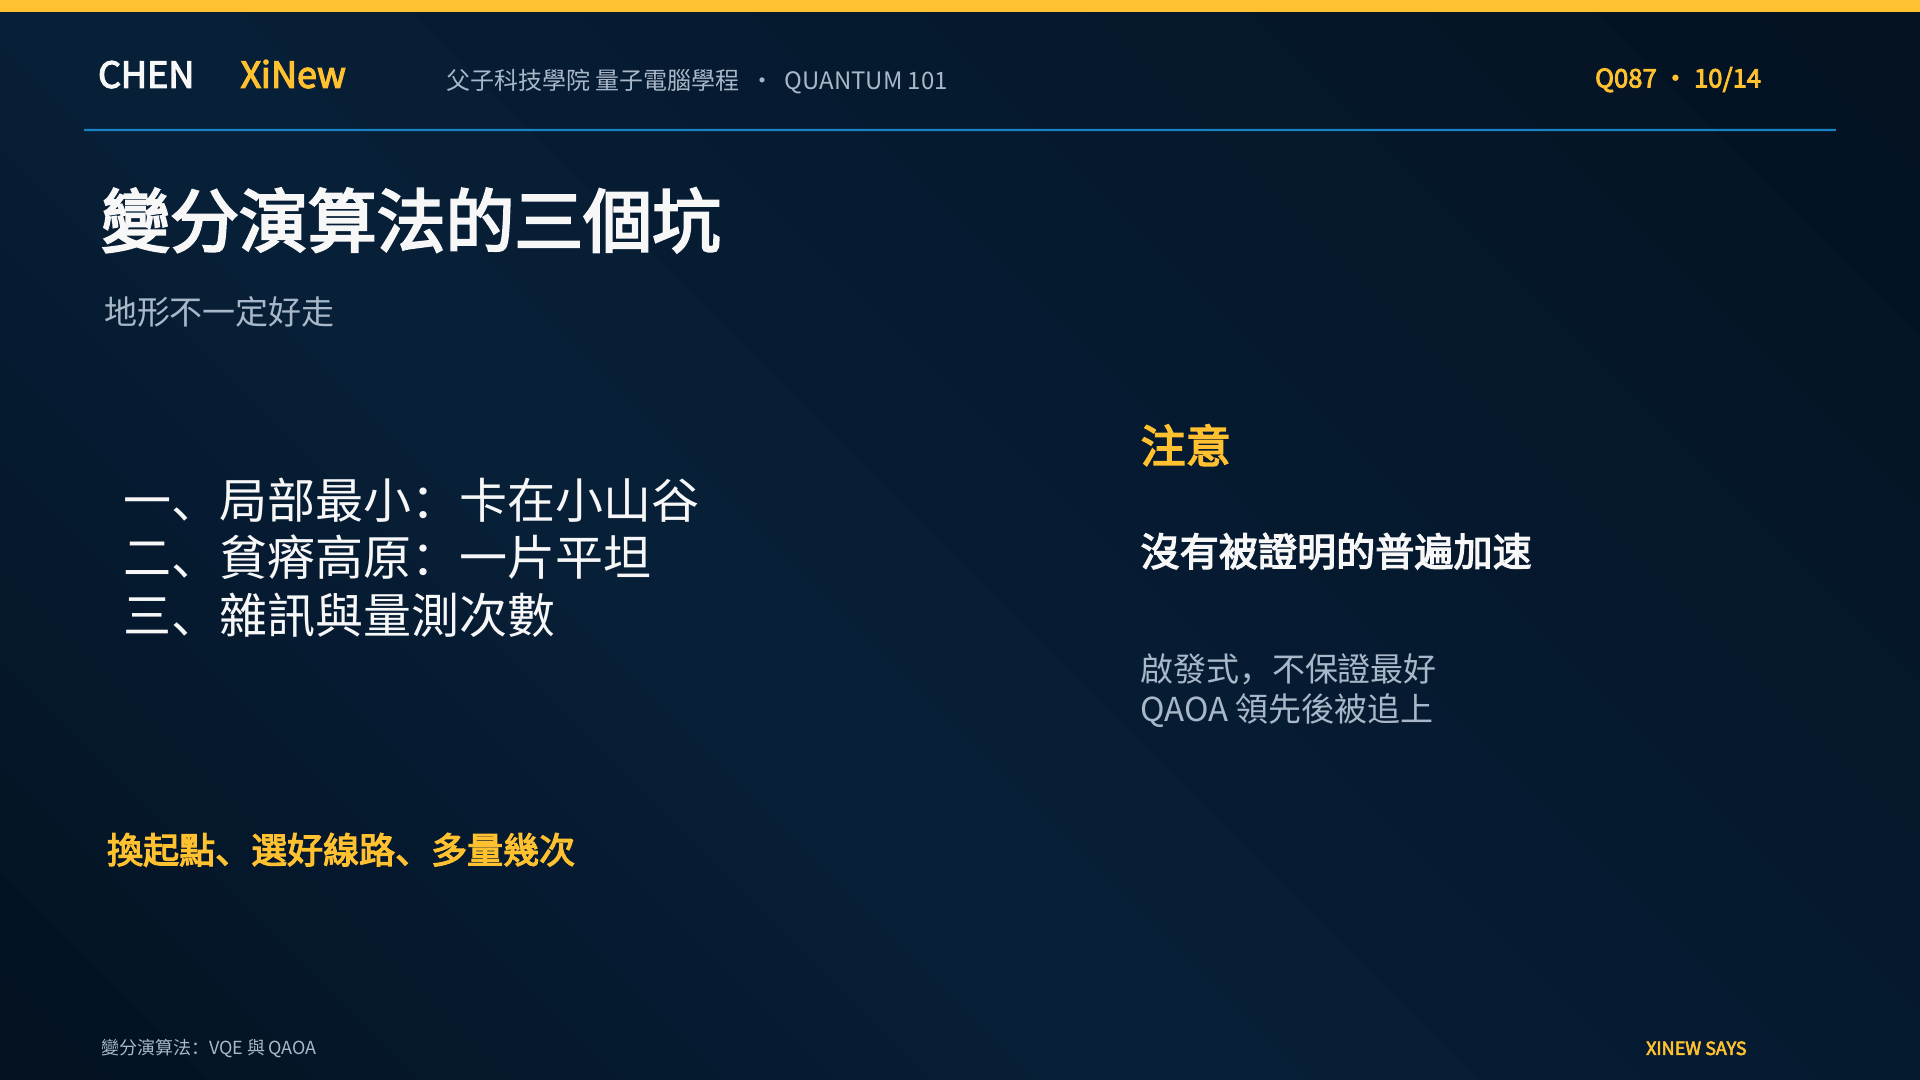 CHEN XiNew 父子科技學院 量子電腦學程 · QUANTUM 101 Q087 · 10/14
變分演算法的三個坑
地形不一定好走
一、局部最小：卡在小山谷
二、貧瘠高原：一片平坦
三、雜訊與量測次數
換起點、選好線路、多量幾次
注意
沒有被證明的普遍加速
啟發式，不保證最好
QAOA 領先後被追上
變分演算法：VQE 與 QAOA XINEW SAYS